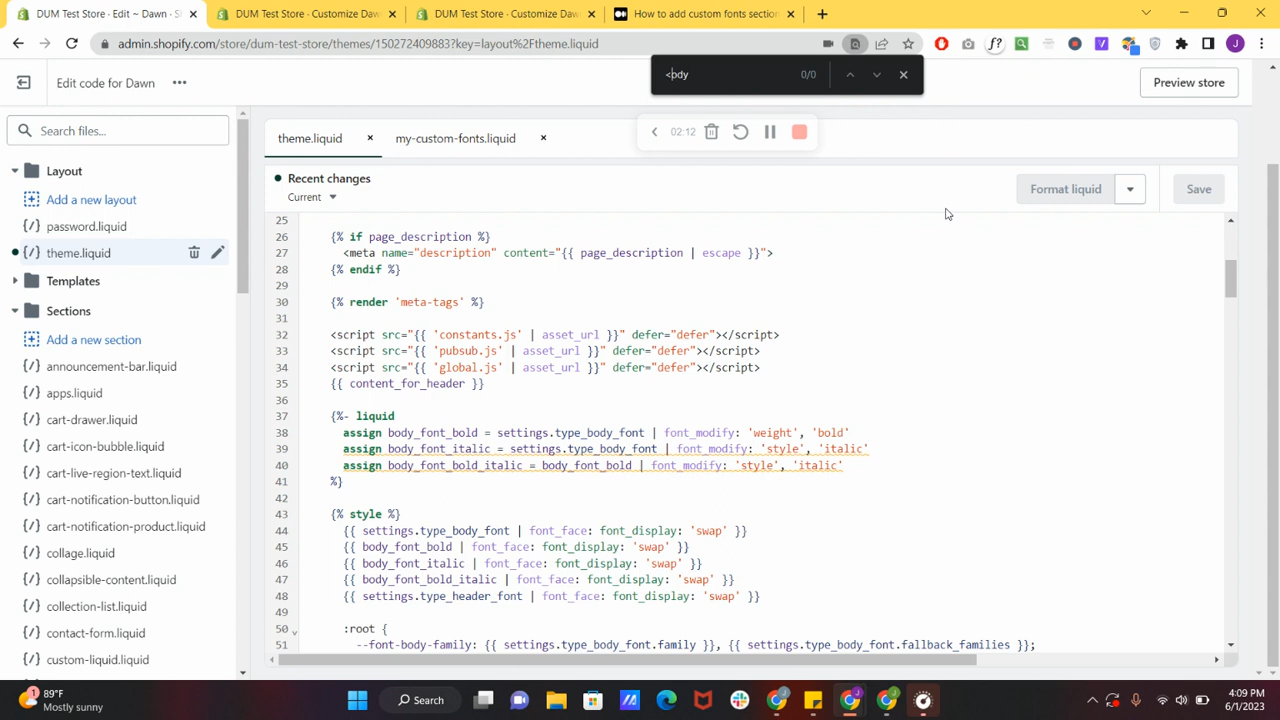 DUM Test Store · Edit ~ Dawn · S
DUM Test Store · Customize Daw
DUM Test Store · Customize Daw
How to add custom fonts section
admin.shopify.com/store/dum-test-store/themes/150272409883?key=layout%2Ftheme.liquid
J
<bdy
0/0
Edit code for Dawn
Preview store
Search files...
theme.liquid
my-custom-fonts.liquid
02:12
Layout
Add a new layout
password.liquid
theme.liquid
Templates
Sections
Add a new section
announcement-bar.liquid
apps.liquid
cart-drawer.liquid
cart-icon-bubble.liquid
cart-live-region-text.liquid
cart-notification-button.liquid
cart-notification-product.liquid
collage.liquid
collapsible-content.liquid
collection-list.liquid
contact-form.liquid
custom-liquid.liquid
Recent changes
Current
Format liquid
Save
25
26 {% if page_description %}
27 <meta name="description" content="{{ page_description | escape }}">
28 {% endif %}
29
30 {% render 'meta-tags' %}
31
32 <script src="{{ 'constants.js' | asset_url }}" defer="defer"></script>
33 <script src="{{ 'pubsub.js' | asset_url }}" defer="defer"></script>
34 <script src="{{ 'global.js' | asset_url }}" defer="defer"></script>
35 {{ content_for_header }}
36
37 {%- liquid
38 assign body_font_bold = settings.type_body_font | font_modify: 'weight', 'bold'
39 assign body_font_italic = settings.type_body_font | font_modify: 'style', 'italic'
40 assign body_font_bold_italic = body_font_bold | font_modify: 'style', 'italic'
41 %}
42
43 {% style %}
44 {{ settings.type_body_font | font_face: font_display: 'swap' }}
45 {{ body_font_bold | font_face: font_display: 'swap' }}
46 {{ body_font_italic | font_face: font_display: 'swap' }}
47 {{ body_font_bold_italic | font_face: font_display: 'swap' }}
48 {{ settings.type_header_font | font_face: font_display: 'swap' }}
49
50 :root {
51 --font-body-family: {{ settings.type_body_font.family }}, {{ settings.type_body_font.fallback_families }};
89°F
Mostly sunny
Search
4:09 PM
6/1/2023